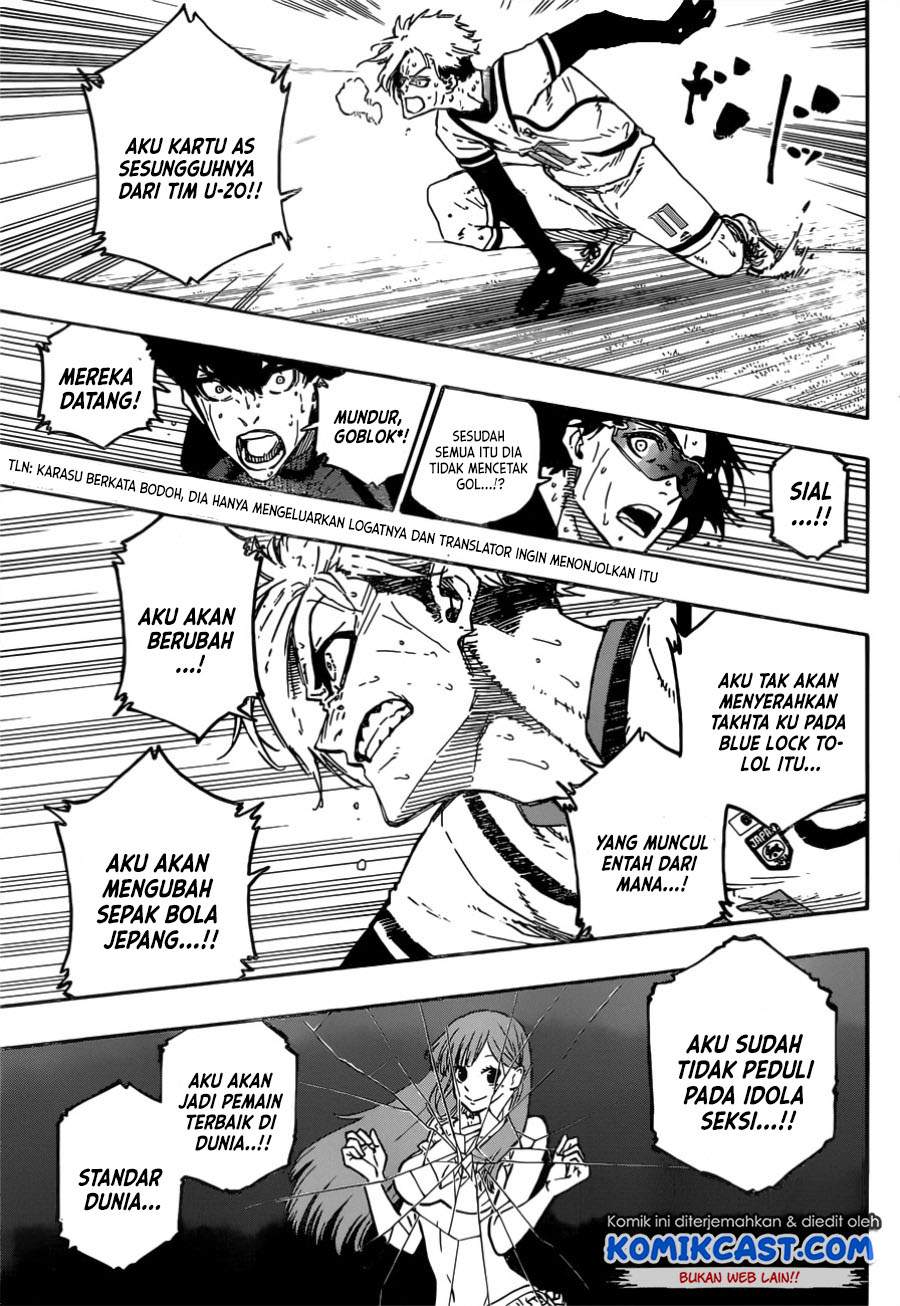 AKU KARTU AS
SESUNGGUHNYA
DARI TIM U-20!!
ザッ
SIAL
...!!
SESUDAH
SEMUA ITU DIA
TIDAK MENCETAK
GOL...!?
MUNDUR,
GOBLOK*!
MEREKA
DATANG!
TLN: KARASU BERKATA BODOH, DIA HANYA MENGELUARKAN LOGATNYA DAN TRANSLATOR INGIN MENONJOLKAN ITU
AKU TAK AKAN
MENYERAHKAN
TAKHTA KU PADA
BLUE LOCK TO-
LOL ITU...
YANG MUNCUL
ENTAH DARI
MANA...!
JAPAN
AKU AKAN
BERUBAH
...!
AKU AKAN
MENGUBAH
SEPAK BOLA
JEPANG...!!
AKU SUDAH
TIDAK PEDULI
PADA IDOLA
SEKSI...!!
AKU AKAN
JADI PEMAIN
TERBAIK DI
DUNIA..!!
STANDAR
DUNIA...
Komik ini diterjemahkan & diedit oleh
KOMIKCAST.COM
BUKAN WEB LAIN!!
11